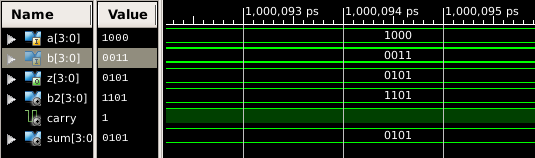 Name Value 1,000,093 ps 1,000,094 ps 1,000,095 ps
a[3:0] 1000 1000
b[3:0] 0011 0011
z[3:0] 0101 0101
b2[3:0] 1101 1101
carry 1
sum[3:0 0101 0101